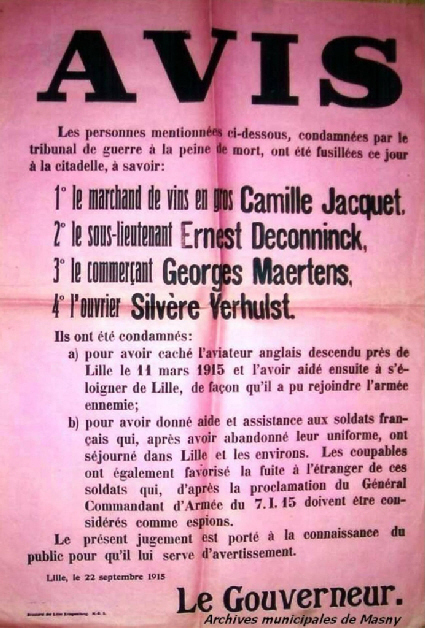 AVIS
Les personnes mentionnées ci-dessous, condamnées par le
tribunal de guerre à la peine de mort, ont été fusillées ce jour
à la citadelle, à savoir:
1° le marchand de vins en gros Camille Jacquet,
2° le sous-lieutenant Ernest Deconninck,
3° le commerçant Georges Maertens,
4° l'ouvrier Silvère Verhulst.
Ils ont été condamnés:
a) pour avoir caché l'aviateur anglais descendu près de
Lille le 11 mars 1915 et l'avoir aidé ensuite à s'é-
loigner de Lille, de façon qu'il a pu rejoindre l'armée
ennemie;
b) pour avoir donné aide et assistance aux soldats fran-
çais qui, après avoir abandonné leur uniforme, ont
séjourné dans Lille et les environs. Les coupables
ont également favorisé la fuite à l'étranger de ces
soldats qui, d'après la proclamation du Général
Commandant d'Armée du 7. I. 15 doivent être con-
sidérés comme espions.
Le présent jugement est porté à la connaissance du
public pour qu'il lui serve d'avertissement.
Lille, le 22 septembre 1915
Le Gouverneur.
Archives municipales de Masny